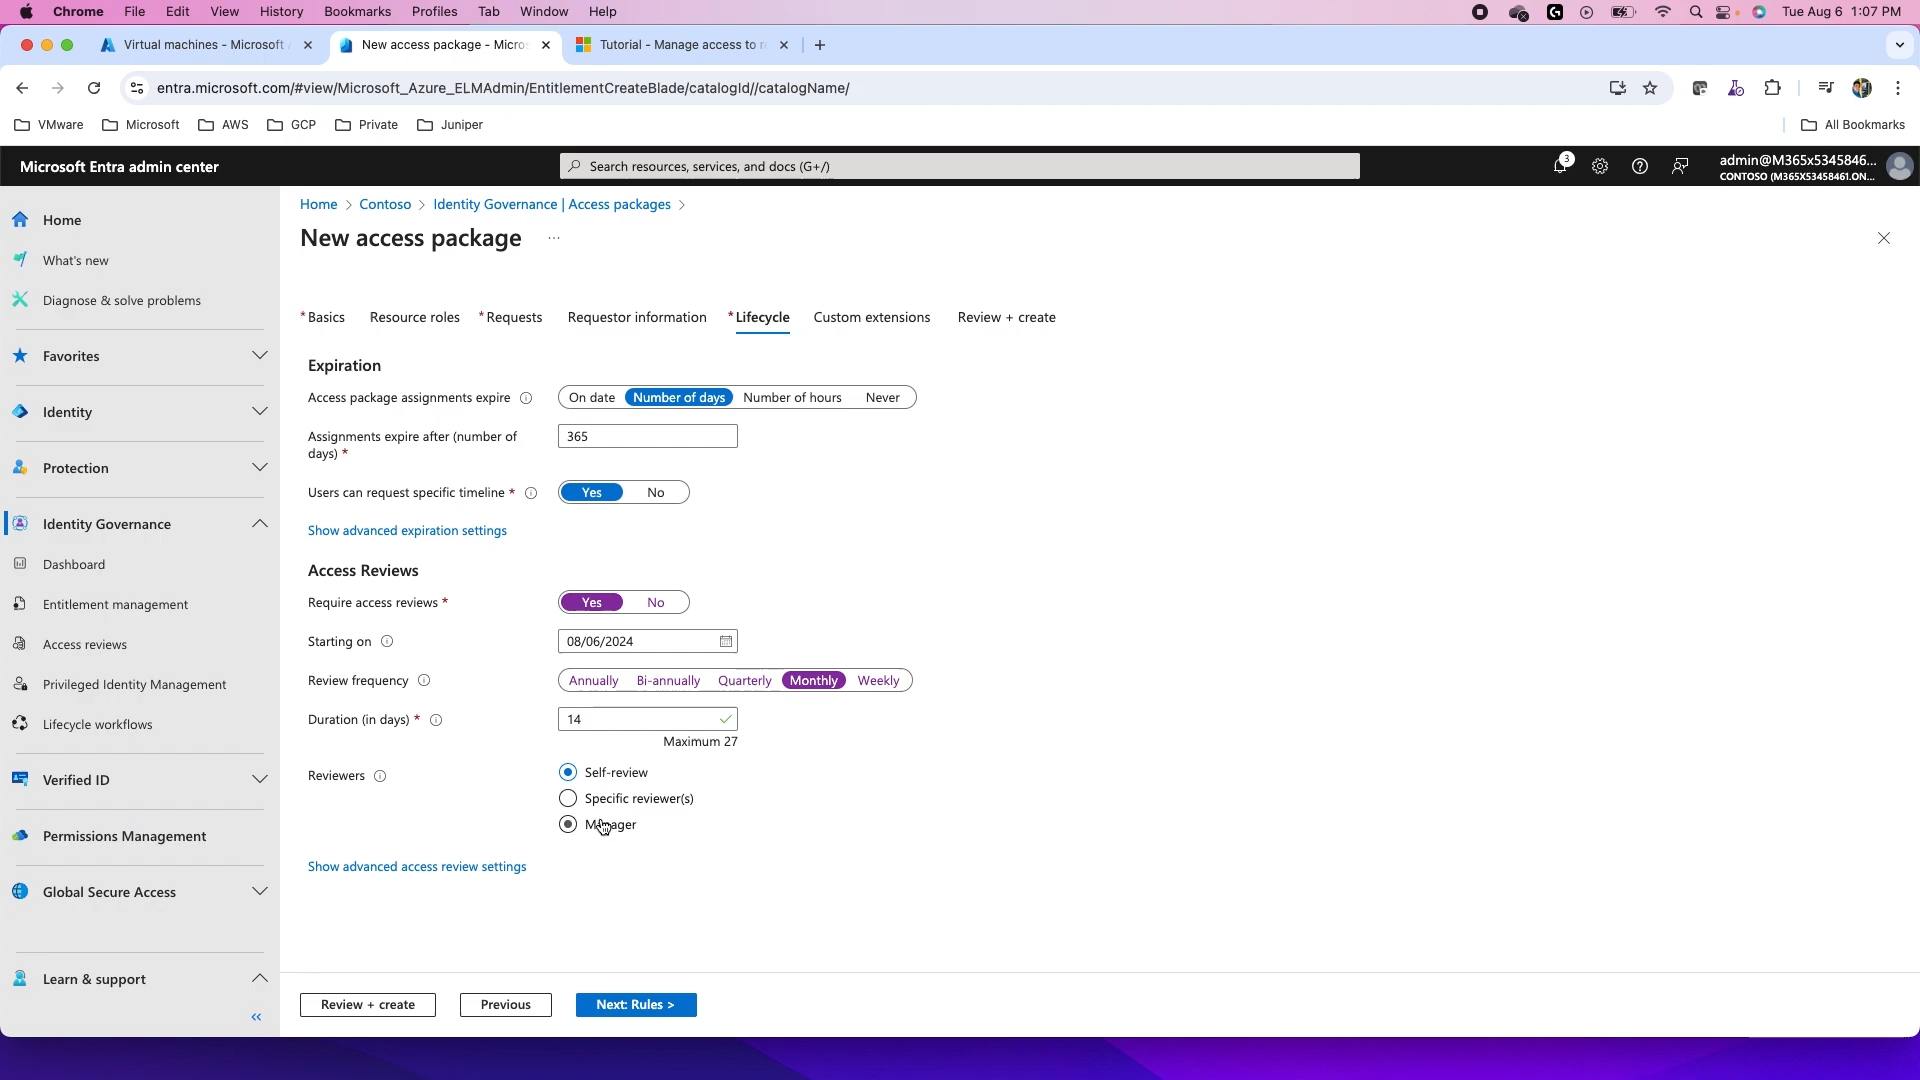 Chrome File Edit View History Bookmarks Profiles Tab Window Help Tue Aug 6 1:07 PM
Virtual machines - Microsoft A
New access package - Micros
Tutorial - Manage access to r
entra.microsoft.com/#view/Microsoft_Azure_ELMAdmin/EntitlementCreateBlade/catalogId//catalogName/
VMware Microsoft AWS GCP Private Juniper All Bookmarks
Microsoft Entra admin center
Search resources, services, and docs (G+/)
3
admin@M365x5345846...
CONTOSO (M365X53458461.ON...
Home
What's new
Diagnose & solve problems
Favorites
Identity
Protection
Identity Governance
Dashboard
Entitlement management
Access reviews
Privileged Identity Management
Lifecycle workflows
Verified ID
Permissions Management
Global Secure Access
Learn & support
«
Home > Contoso > Identity Governance | Access packages >
New access package ...
* Basics Resource roles * Requests Requestor information * Lifecycle Custom extensions Review + create
Expiration
Access package assignments expire On date Number of days Number of hours Never
Assignments expire after (number of days) * 365
Users can request specific timeline * Yes No
Show advanced expiration settings
Access Reviews
Require access reviews * Yes No
Starting on 08/06/2024
Review frequency Annually Bi-annually Quarterly Monthly Weekly
Duration (in days) * 14
Maximum 27
Reviewers Self-review
Specific reviewer(s)
Manager
Show advanced access review settings
Review + create Previous Next: Rules >